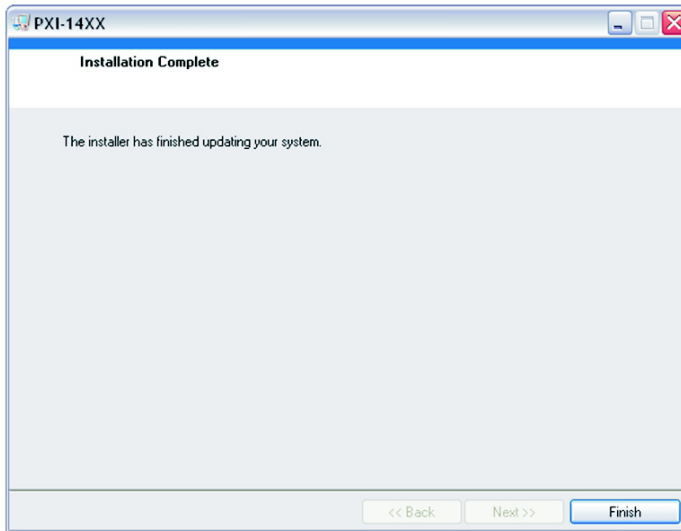 PXI-14XX
Installation Complete
The installer has finished updating your system.
<< Back
Next >>
Finish